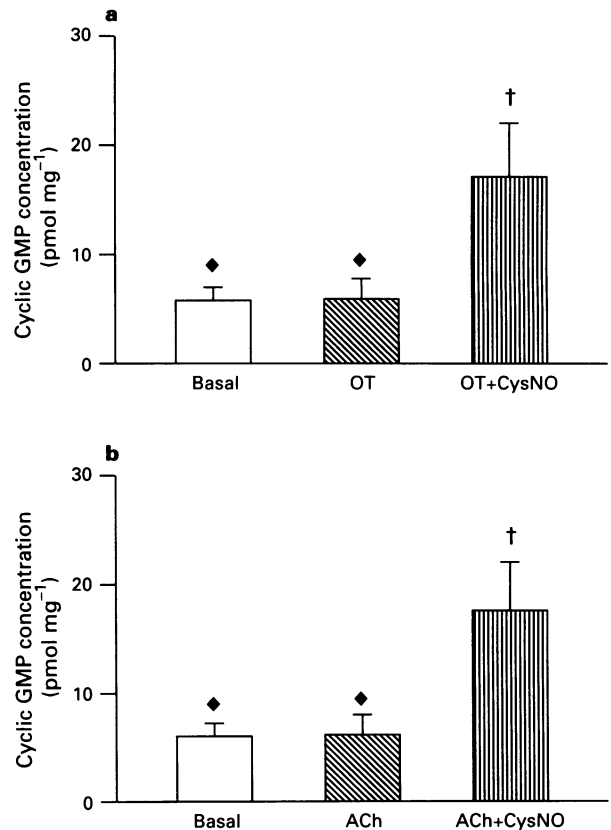 a
Cyclic GMP concentration
(pmol mg⁻¹)
30
20
10
0
◆
◆
†
Basal OT OT+CysNO
b
Cyclic GMP concentration
(pmol mg⁻¹)
30
20
10
0
◆
◆
†
Basal ACh ACh+CysNO